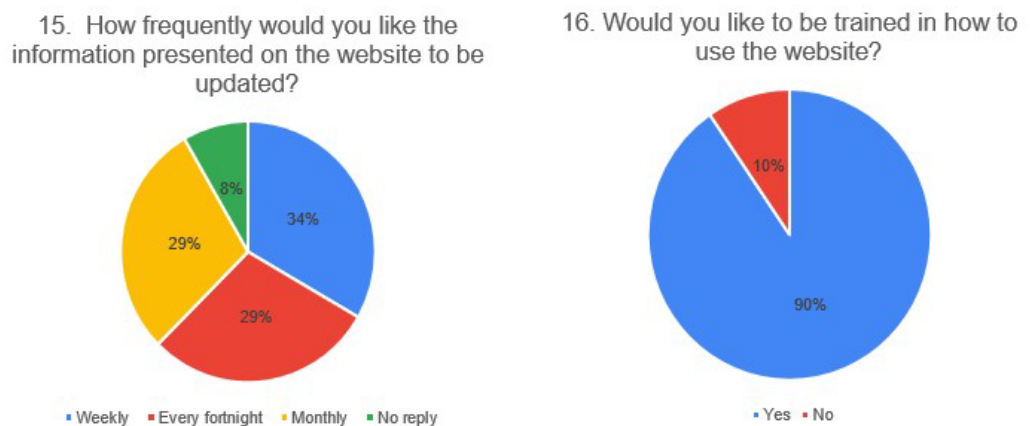 15. How frequently would you like the
information presented on the website to be
updated?
8%
34%
29%
29%
Weekly Every fortnight Monthly No reply
16. Would you like to be trained in how to
use the website?
10%
90%
Yes No